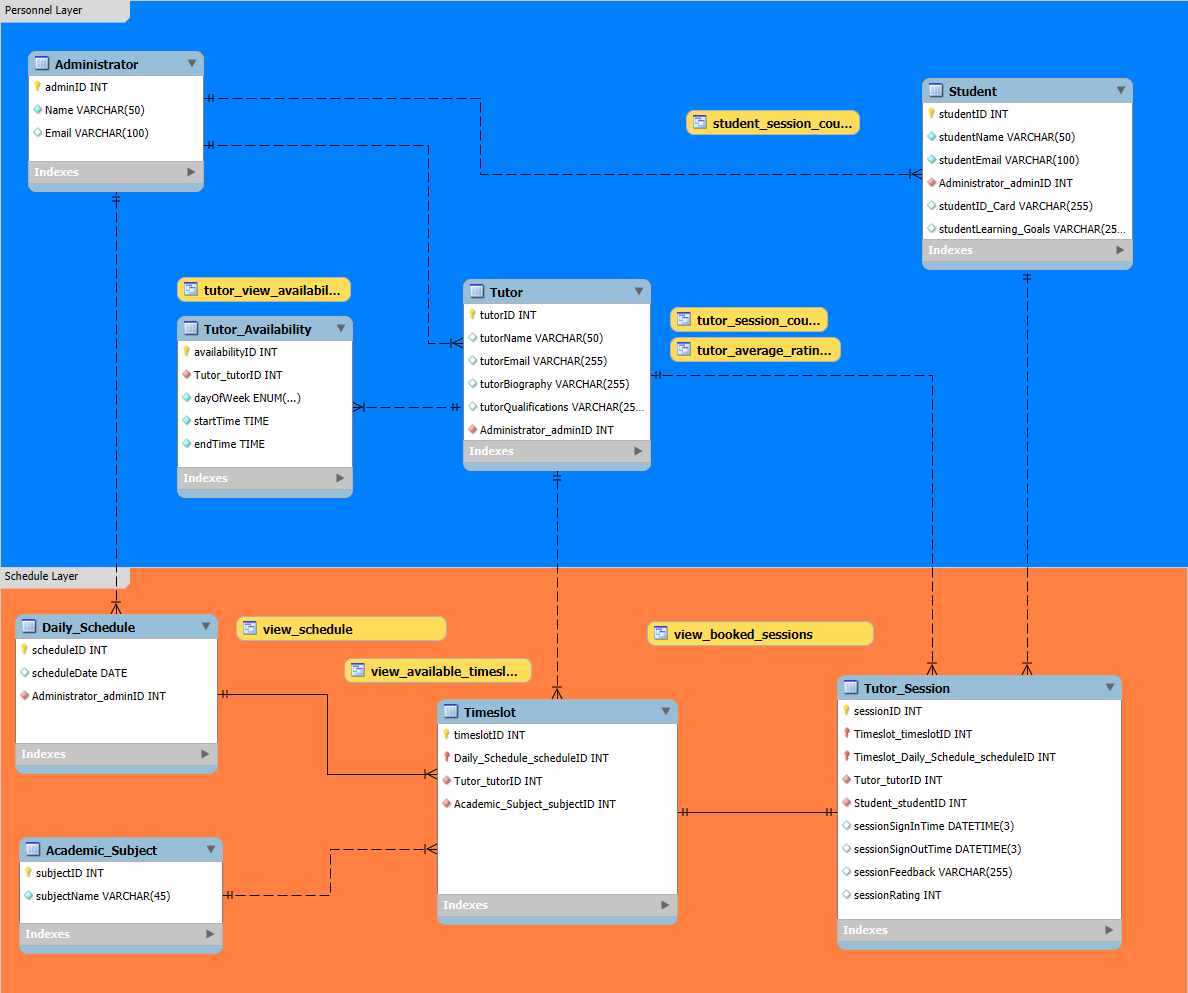 Personnel Layer
Administrator
adminID INT
Name VARCHAR(50)
Email VARCHAR(100)
Indexes
student_session_cou...
Student
studentID INT
studentName VARCHAR(50)
studentEmail VARCHAR(100)
Administrator_adminID INT
studentID_Card VARCHAR(255)
studentLearning_Goals VARCHAR(25...
Indexes
tutor_view_availabil...
Tutor_Availability
availabilityID INT
Tutor_tutorID INT
dayOfWeek ENUM(...)
startTime TIME
endTime TIME
Indexes
Tutor
tutorID INT
tutorName VARCHAR(50)
tutorEmail VARCHAR(255)
tutorBiography VARCHAR(255)
tutorQualifications VARCHAR(25...
Administrator_adminID INT
Indexes
tutor_session_cou...
tutor_average_ratin...
Schedule Layer
Daily_Schedule
scheduleID INT
scheduleDate DATE
Administrator_adminID INT
Indexes
view_schedule
view_available_timesl...
view_booked_sessions
Timeslot
timeslotID INT
Daily_Schedule_scheduleID INT
Tutor_tutorID INT
Academic_Subject_subjectID INT
Indexes
Tutor_Session
sessionID INT
Timeslot_timeslotID INT
Timeslot_Daily_Schedule_scheduleID INT
Tutor_tutorID INT
Student_studentID INT
sessionSignInTime DATETIME(3)
sessionSignOutTime DATETIME(3)
sessionFeedback VARCHAR(255)
sessionRating INT
Indexes
Academic_Subject
subjectID INT
subjectName VARCHAR(45)
Indexes